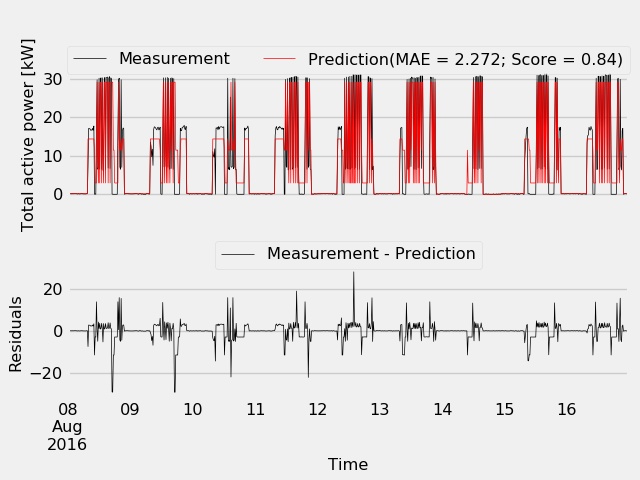 Measurement
Prediction(MAE = 2.272; Score = 0.84)
Total active power [kW]
30
20
10
0
Measurement - Prediction
Residuals
20
0
−20
08 09 10 11 12 13 14 15 16
Aug
2016
Time